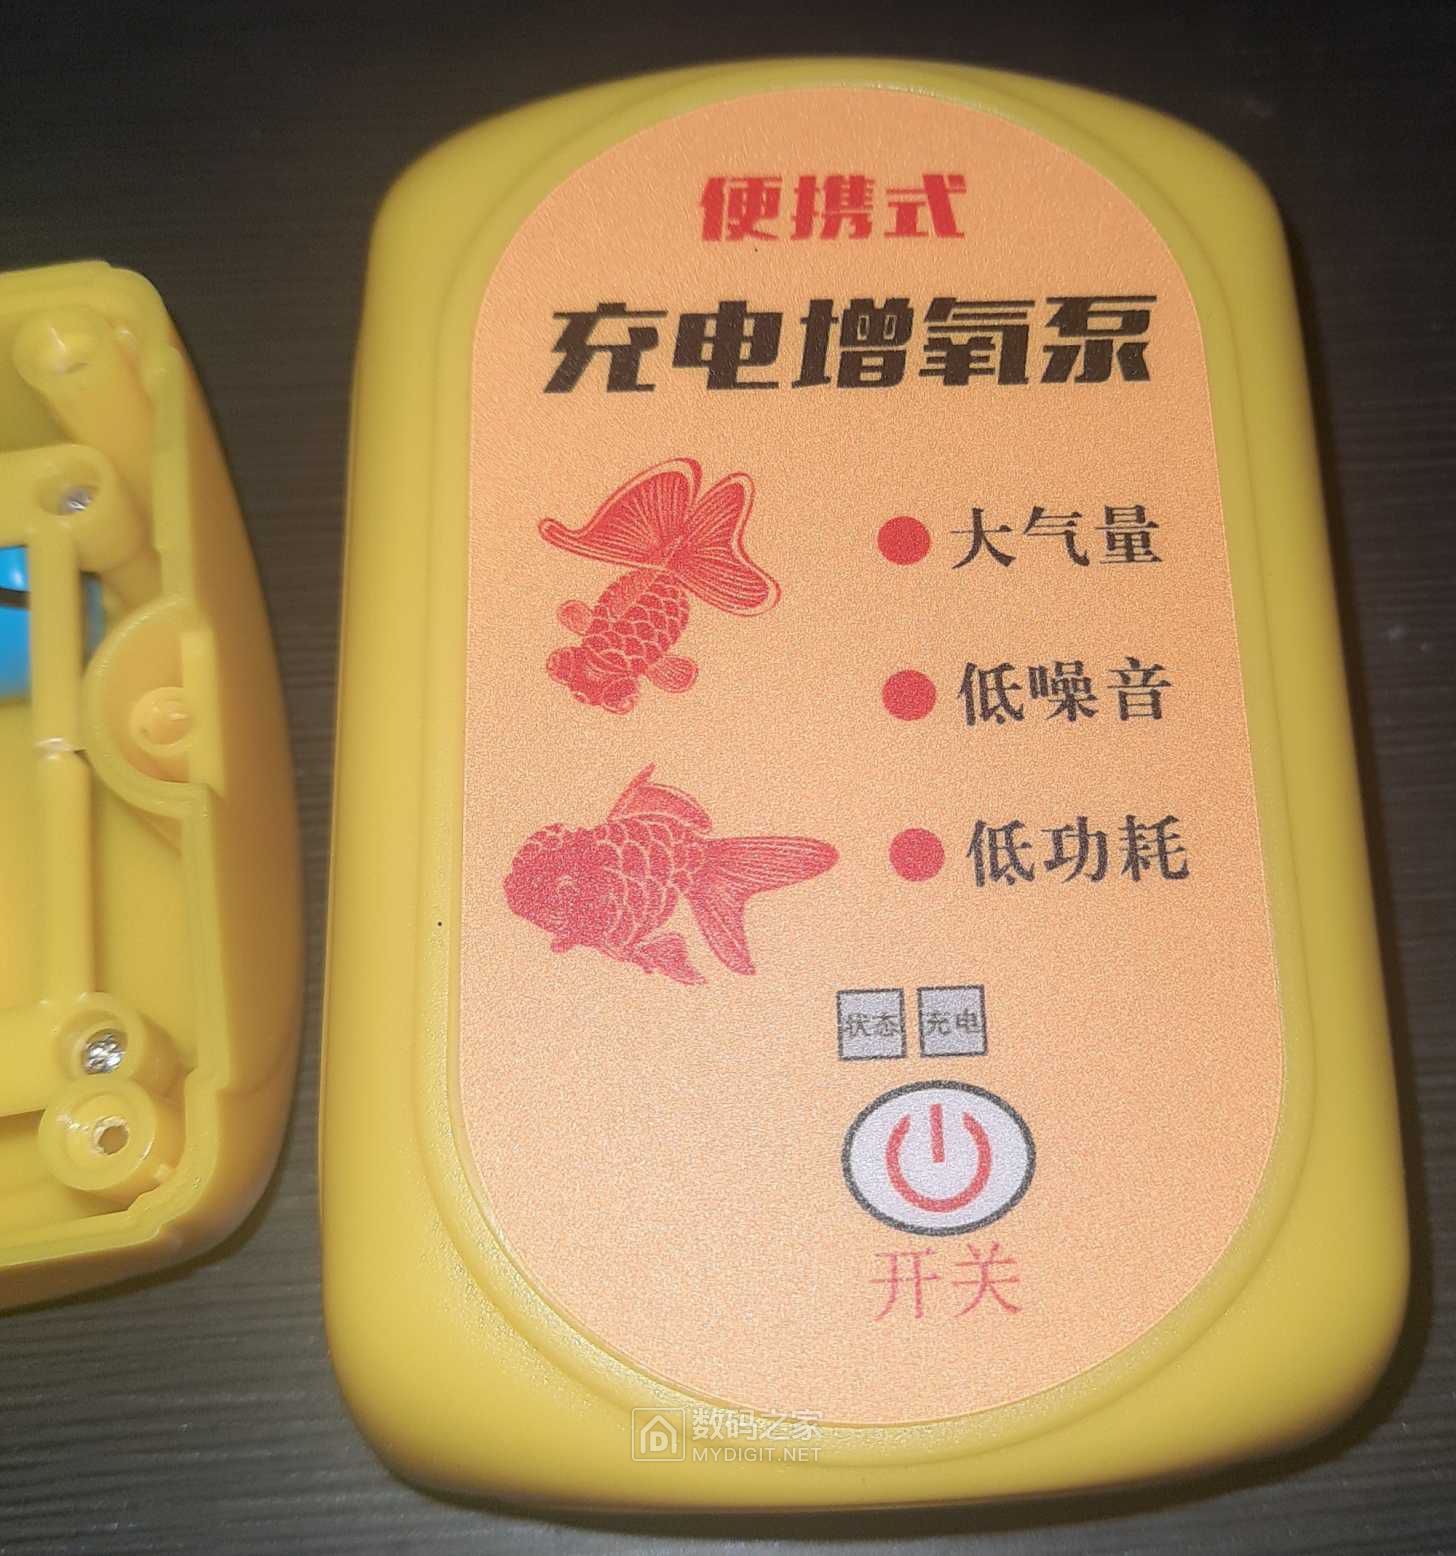 便携式
充电增氧泵
大气量
低噪音
低功耗
状态 充电
开关
数码之家
MYDIGIT.NET